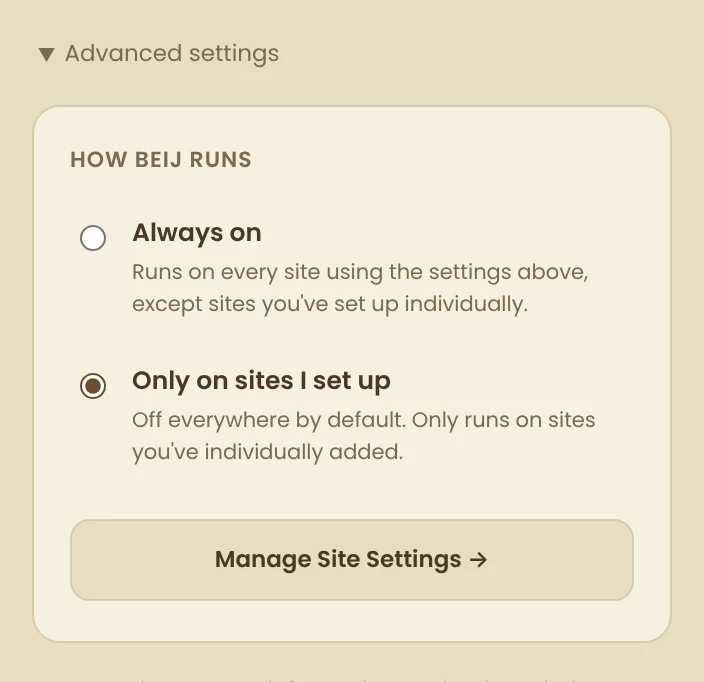 ▼ Advanced settings
HOW BEIJ RUNS
Always on
Runs on every site using the settings above,
except sites you've set up individually.
Only on sites I set up
Off everywhere by default. Only runs on sites
you've individually added.
Manage Site Settings →